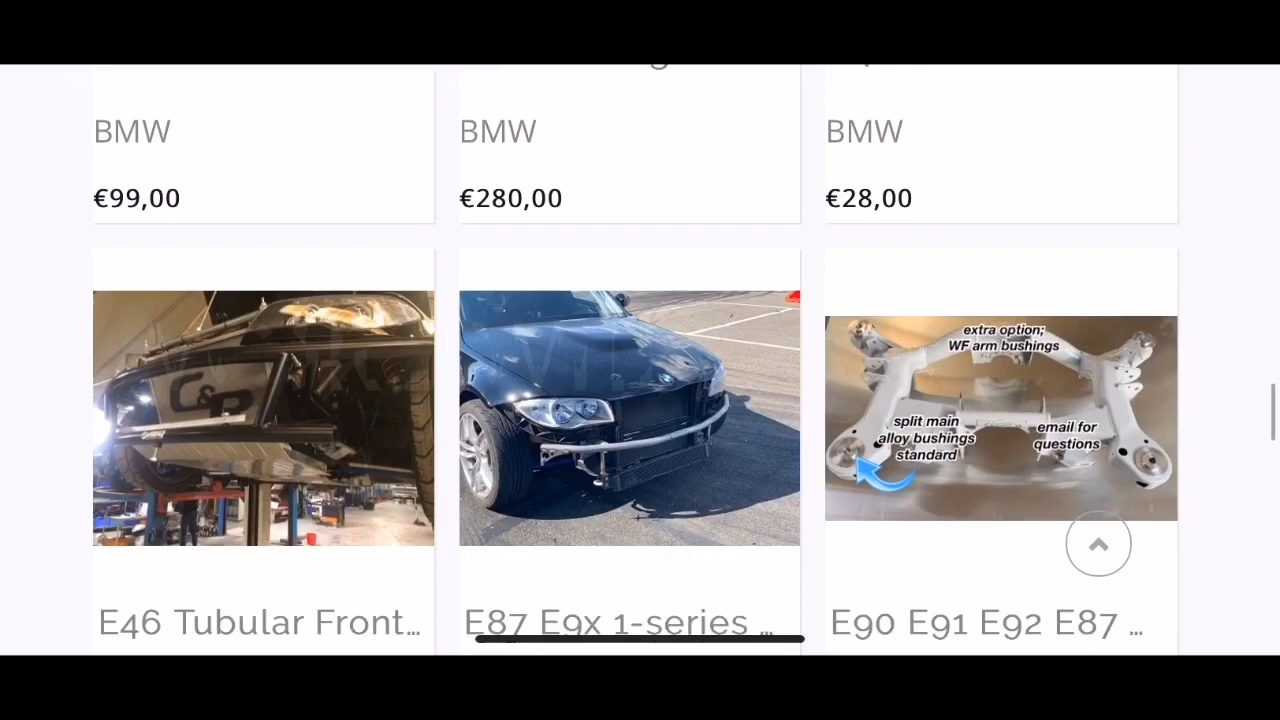 BMW
BMW
BMW
€99,00
€280,00
€28,00
C&R
extra option;
WF arm bushings
split main
alloy bushings
standard
email for
questions
E46 Tubular Front...
E87 E9x 1-series ...
E90 E91 E92 E87 ...